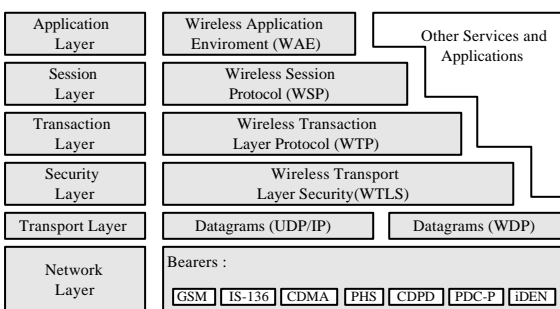 Application
Layer
Wireless Application
Enviroment (WAE)
Other Services and
Applications
Session
Layer
Wireless Session
Protocol (WSP)
Transaction
Layer
Wireless Transaction
Layer Protocol (WTP)
Security
Layer
Wireless Transport
Layer Security(WTLS)
Transport Layer
Datagrams (UDP/IP)
Datagrams (WDP)
Network
Layer
Bearers :
GSM IS-136 CDMA PHS CDPD PDC-P iDEN